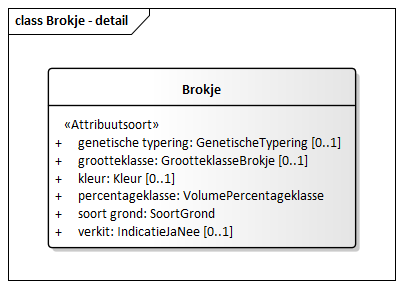 class Brokje - detail
Brokje
«Attribuutsoort»
+ genetische typering: GenetischeTypering [0..1]
+ grootteklasse: GrootteklasseBrokje [0..1]
+ kleur: Kleur [0..1]
+ percentageklasse: VolumePercentageklasse
+ soort grond: SoortGrond
+ verkit: IndicatieJaNee [0..1]